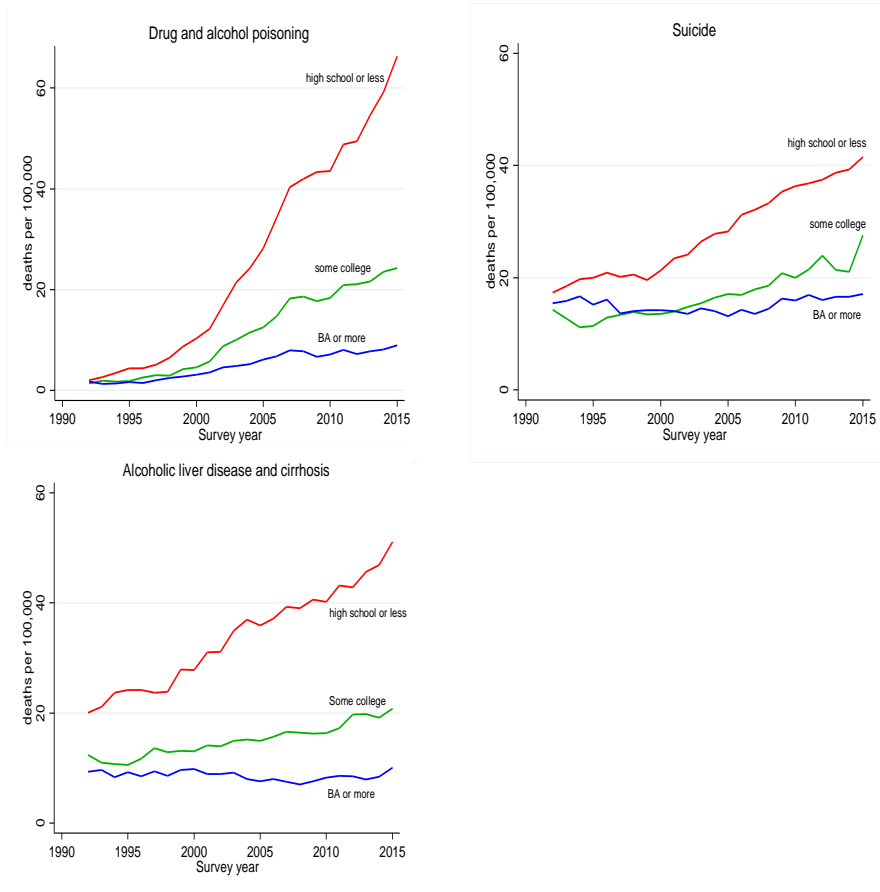 Drug and alcohol poisoning
deaths per 100,000
60
40
20
0
high school or less
some college
BA or more
1990 1995 2000 2005 2010 2015
Survey year
Suicide
deaths per 100,000
60
40
20
0
high school or less
some college
BA or more
1990 1995 2000 2005 2010 2015
Survey year
Alcoholic liver disease and cirrhosis
deaths per 100,000
60
40
20
0
high school or less
Some college
BA or more
1990 1995 2000 2005 2010 2015
Survey year